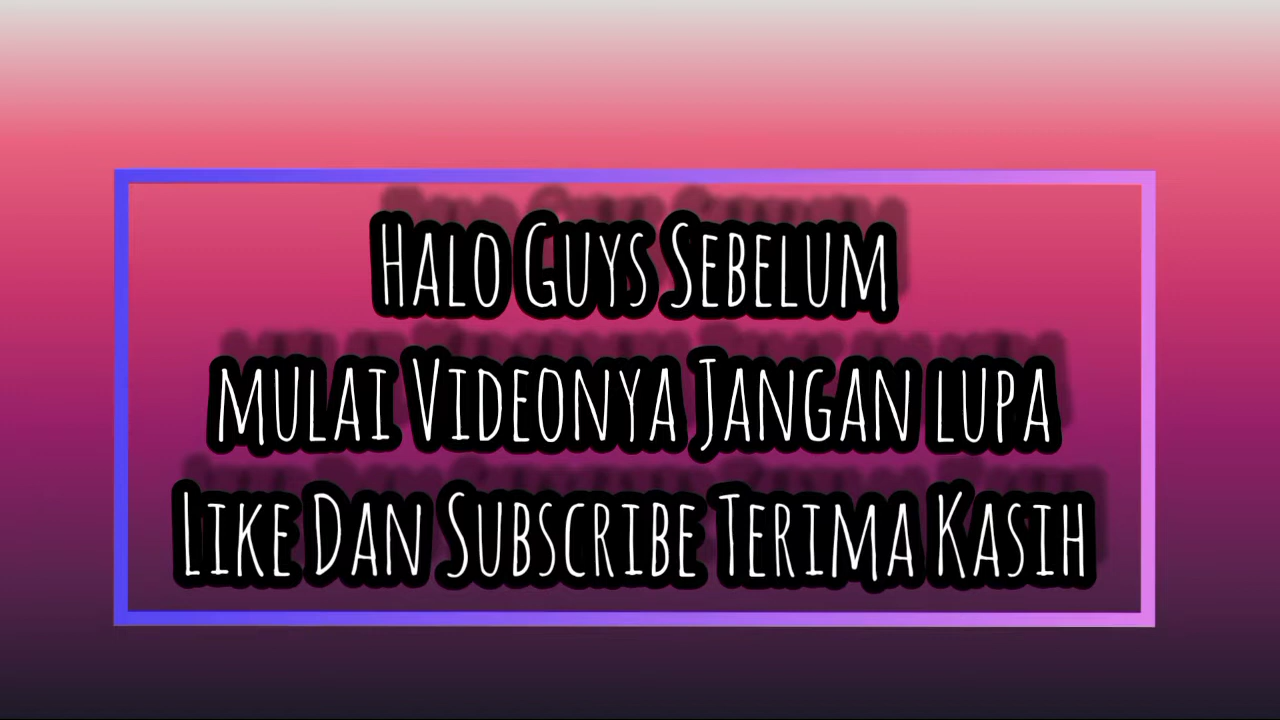 Halo Guys Sebelum
mulai Videonya Jangan lupa
Like Dan Subscribe Terima Kasih